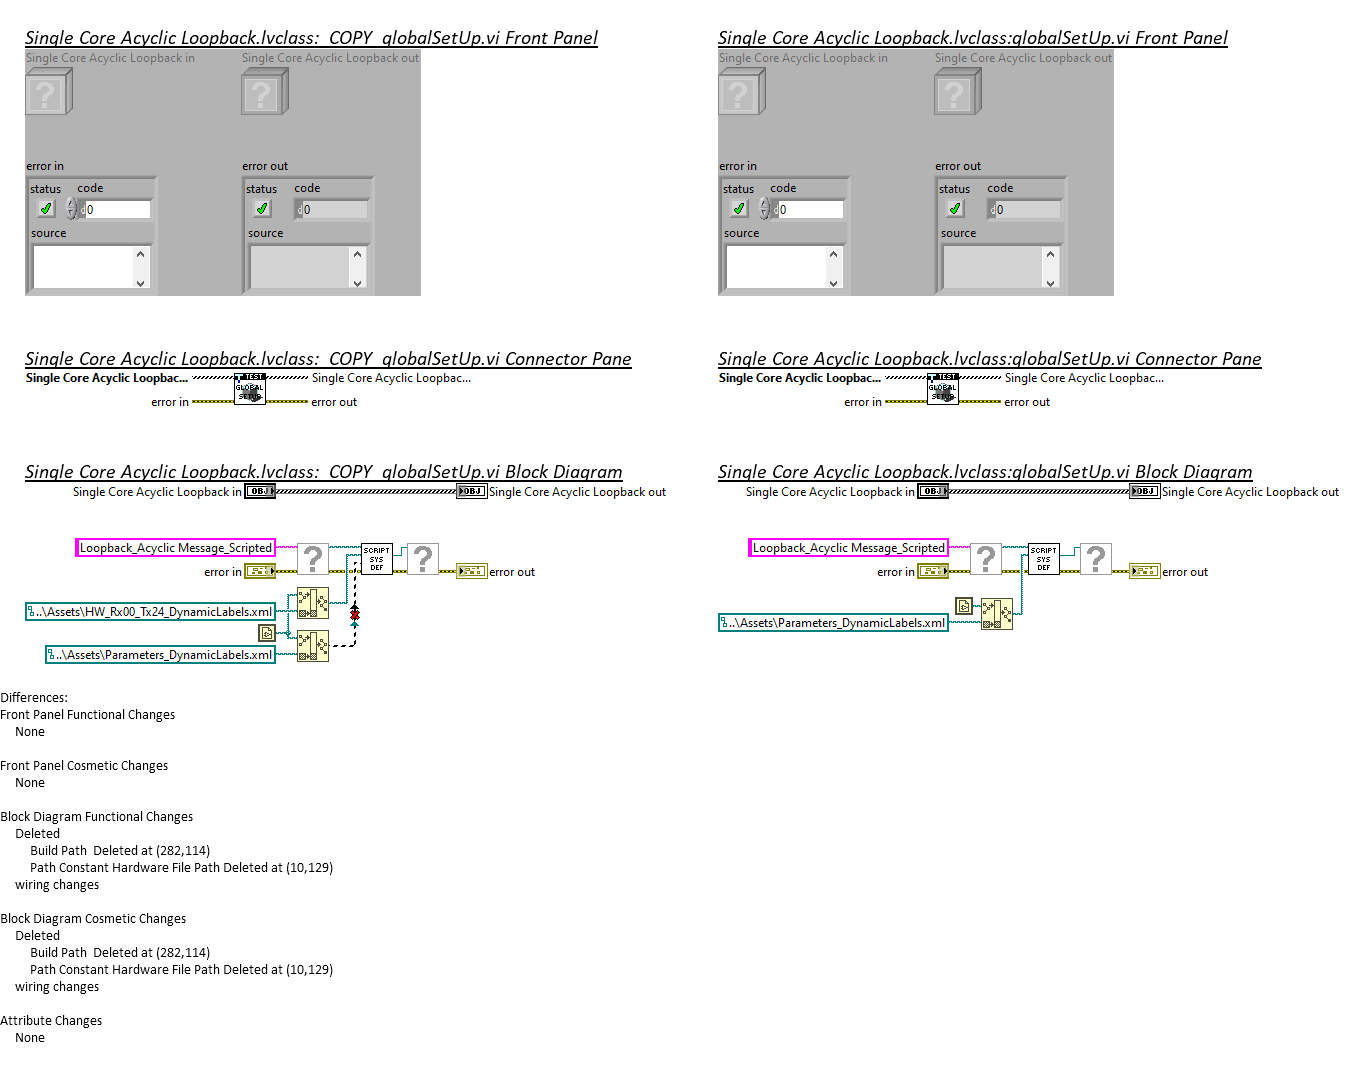 Single Core Acyclic Loopback.lvclass:_COPY_globalSetUp.vi Front Panel
Single Core Acyclic Loopback in
Single Core Acyclic Loopback out
error in
error out
status code
0
source
status code
0
source
Single Core Acyclic Loopback.lvclass:globalSetUp.vi Front Panel
Single Core Acyclic Loopback in
Single Core Acyclic Loopback out
error in
error out
status code
0
source
status code
0
source
Single Core Acyclic Loopback.lvclass:_COPY_globalSetUp.vi Connector Pane
Single Core Acyclic Loopbac...
TEST
GLOBAL
SETUP
Single Core Acyclic Loopbac...
error in
error out
Single Core Acyclic Loopback.lvclass:globalSetUp.vi Connector Pane
Single Core Acyclic Loopbac...
TEST
GLOBAL
SETUP
Single Core Acyclic Loopbac...
error in
error out
Single Core Acyclic Loopback.lvclass:_COPY_globalSetUp.vi Block Diagram
Single Core Acyclic Loopback in
OBJ
OBJ
Single Core Acyclic Loopback out
Loopback_Acyclic Message_Scripted
?
SCRIPT
SYS
DEF
?
error in
error out
..\Assets\HW_Rx00_Tx24_DynamicLabels.xml
..\Assets\Parameters_DynamicLabels.xml
Single Core Acyclic Loopback.lvclass:globalSetUp.vi Block Diagram
Single Core Acyclic Loopback in
OBJ
OBJ
Single Core Acyclic Loopback out
Loopback_Acyclic Message_Scripted
?
SCRIPT
SYS
DEF
?
error in
error out
..\Assets\Parameters_DynamicLabels.xml
Differences:
Front Panel Functional Changes
None
Front Panel Cosmetic Changes
None
Block Diagram Functional Changes
Deleted
Build Path  Deleted at (282,114)
Path Constant Hardware File Path Deleted at (10,129)
wiring changes
Block Diagram Cosmetic Changes
Deleted
Build Path  Deleted at (282,114)
Path Constant Hardware File Path Deleted at (10,129)
wiring changes
Attribute Changes
None